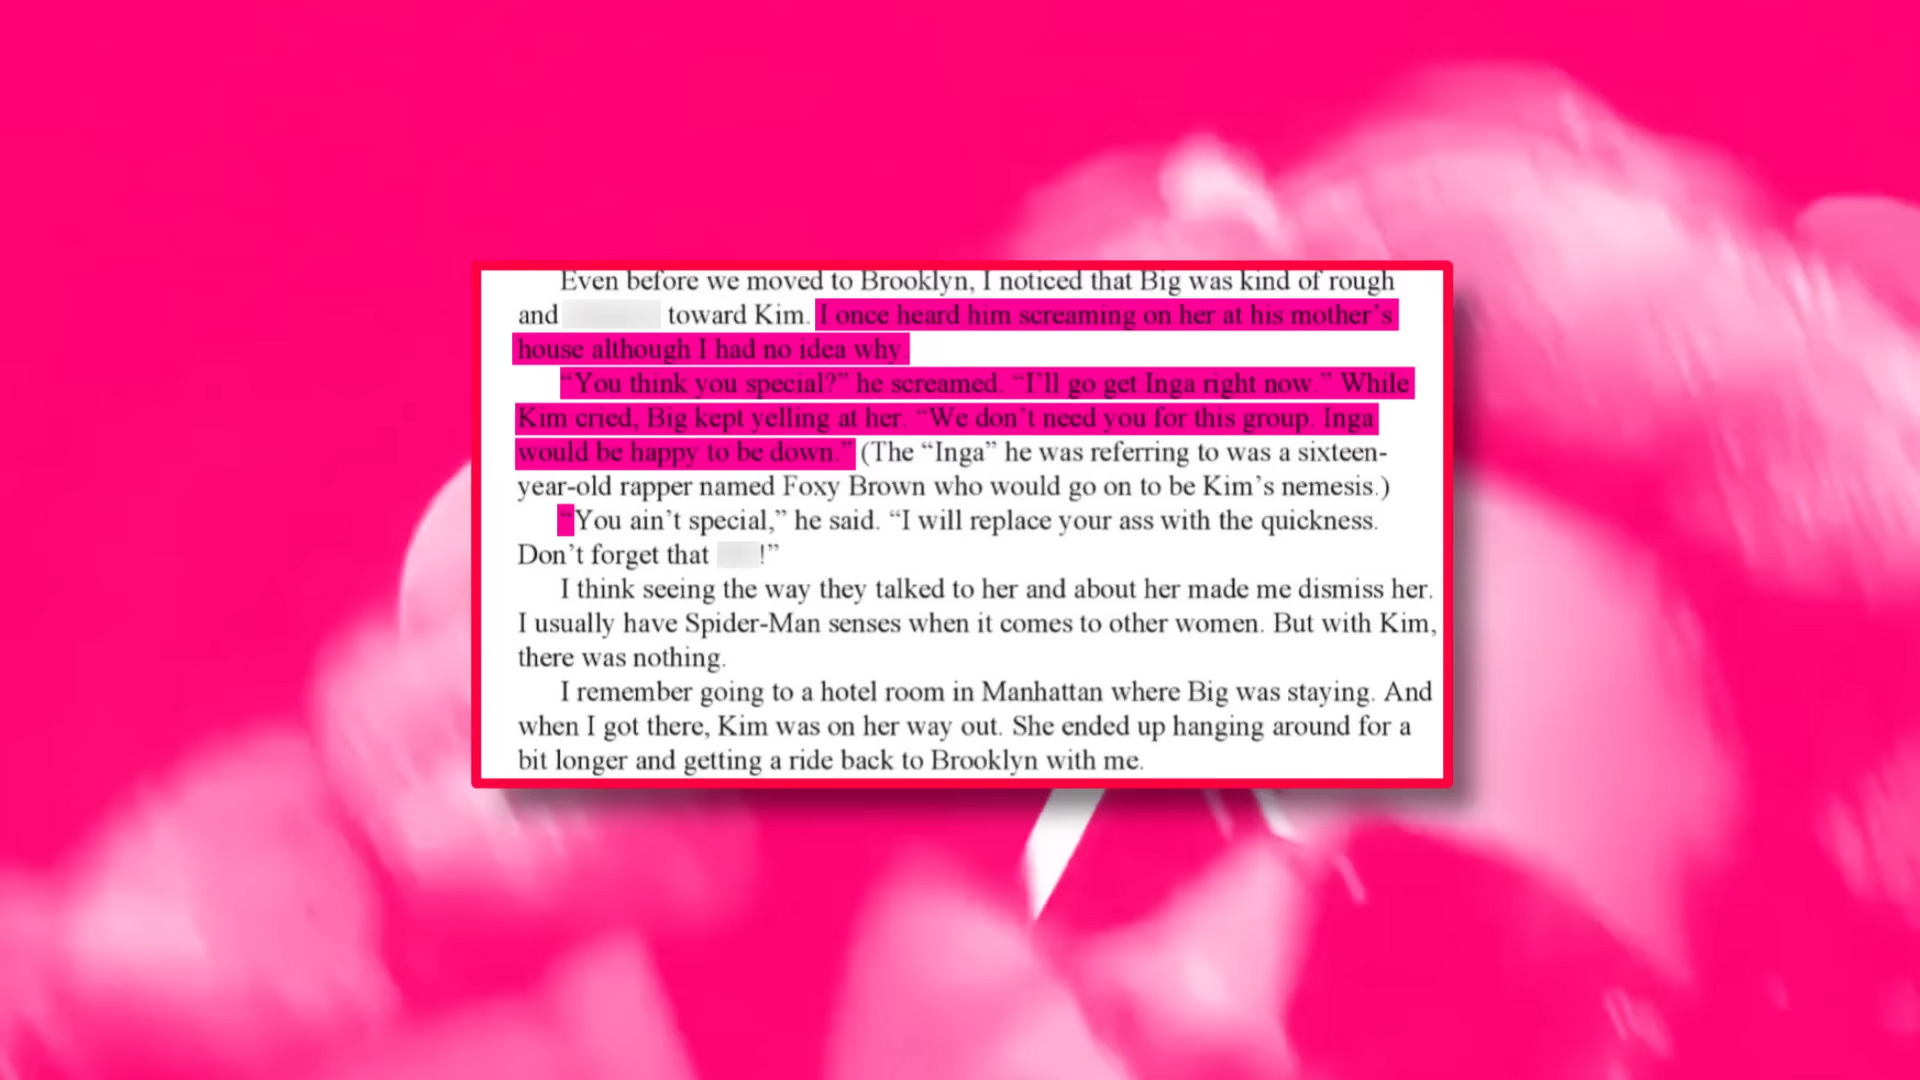 Even before we moved to Brooklyn, I noticed that Big was kind of rough
and toward Kim. I once heard him screaming on her at his mother’s
house although I had no idea why.
“You think you special?” he screamed. “I’ll go get Inga right now.” While
Kim cried, Big kept yelling at her. “We don’t need you for this group. Inga
would be happy to be down.” (The “Inga” he was referring to was a sixteen-
year-old rapper named Foxy Brown who would go on to be Kim’s nemesis.)
“You ain’t special,” he said. “I will replace your ass with the quickness.
Don’t forget that !”
I think seeing the way they talked to her and about her made me dismiss her.
I usually have Spider-Man senses when it comes to other women. But with Kim,
there was nothing.
I remember going to a hotel room in Manhattan where Big was staying. And
when I got there, Kim was on her way out. She ended up hanging around for a
bit longer and getting a ride back to Brooklyn with me.